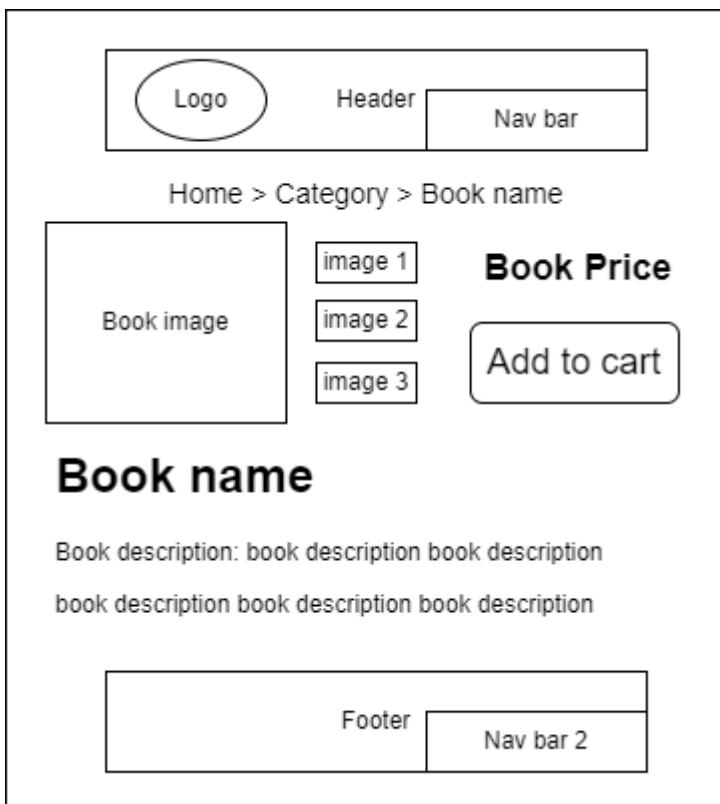 Logo
Header
Nav bar
Home > Category > Book name
Book image
image 1
image 2
image 3
Book Price
Add to cart
Book name
Book description: book description book description
book description book description book description
Footer
Nav bar 2